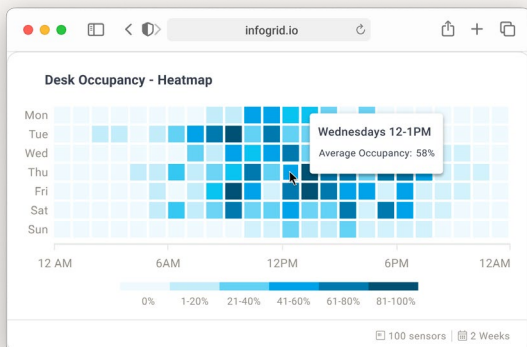 infogrid.io
Desk Occupancy - Heatmap
Mon
Tue
Wed
Thu
Fri
Sat
Sun
Wednesdays 12-1PM
Average Occupancy: 58%
12 AM
6AM
12PM
6PM
12AM
0%
1-20%
21-40%
41-60%
61-80%
81-100%
100 sensors
2 Weeks